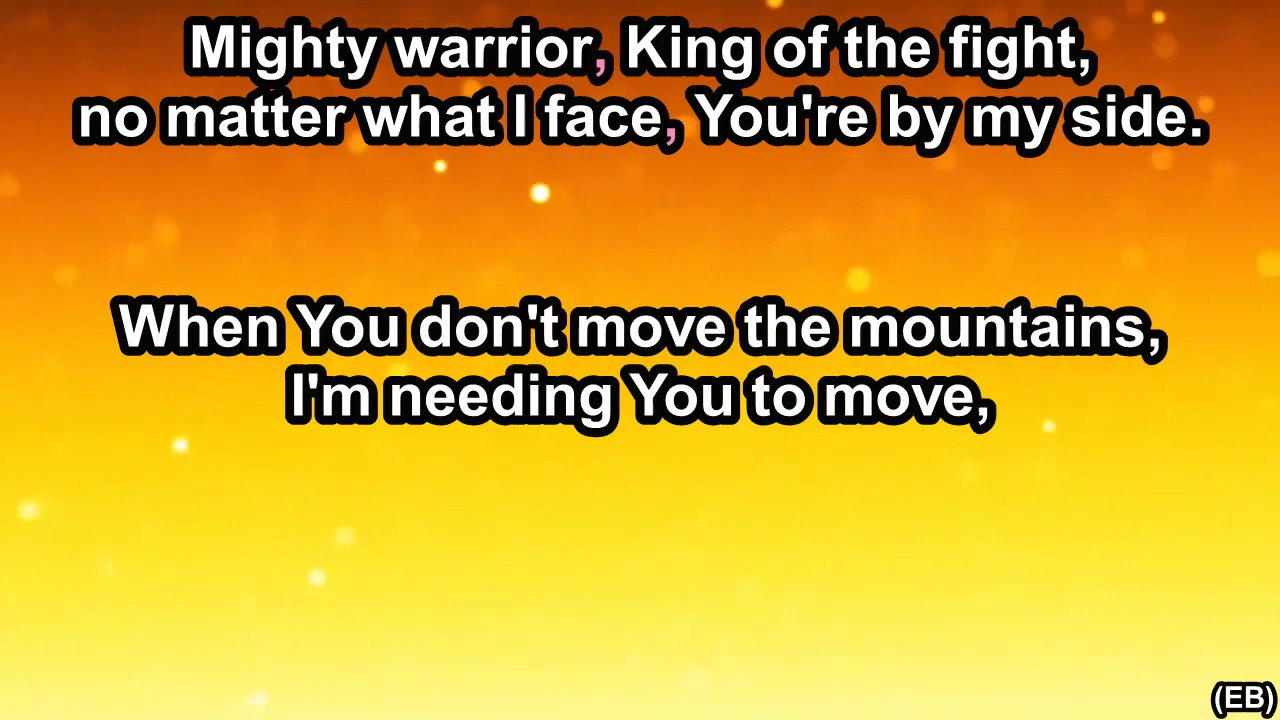 Mighty warrior, King of the fight,
no matter what I face, You're by my side.
When You don't move the mountains,
I'm needing You to move,
(EB)